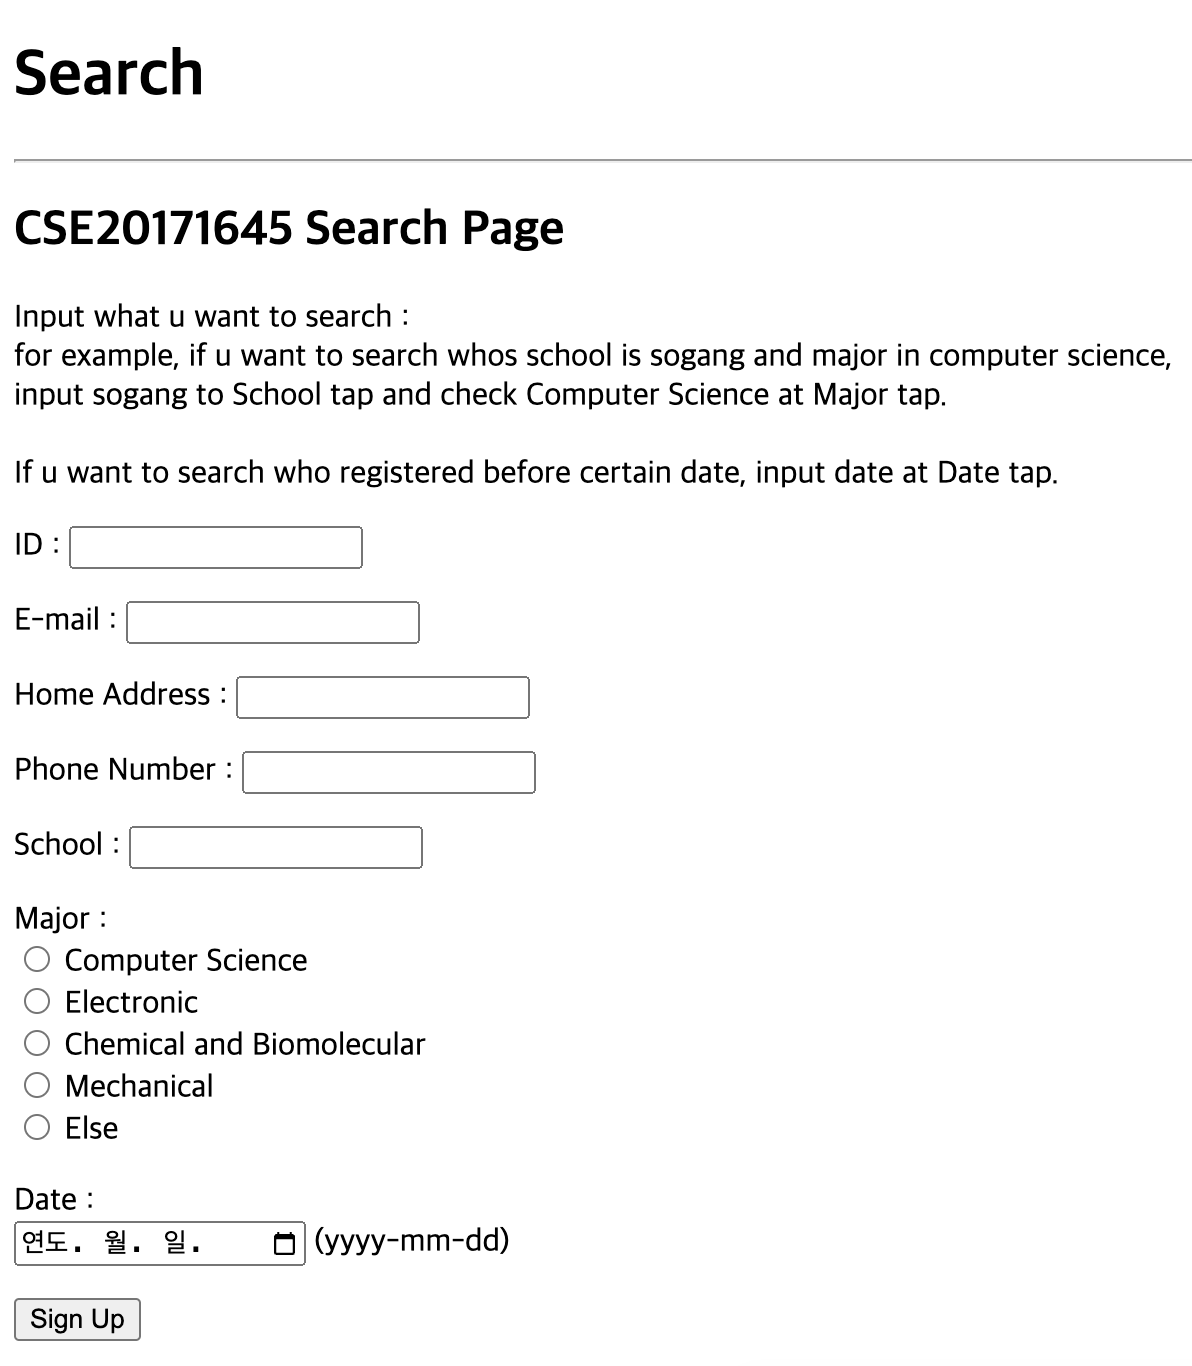 Search
CSE20171645 Search Page
Input what u want to search :
for example, if u want to search whos school is sogang and major in computer science,
input sogang to School tap and check Computer Science at Major tap.
If u want to search who registered before certain date, input date at Date tap.
ID :
E-mail :
Home Address :
Phone Number :
School :
Major :
Computer Science
Electronic
Chemical and Biomolecular
Mechanical
Else
Date :
연도. 월. 일. (yyyy-mm-dd)
Sign Up